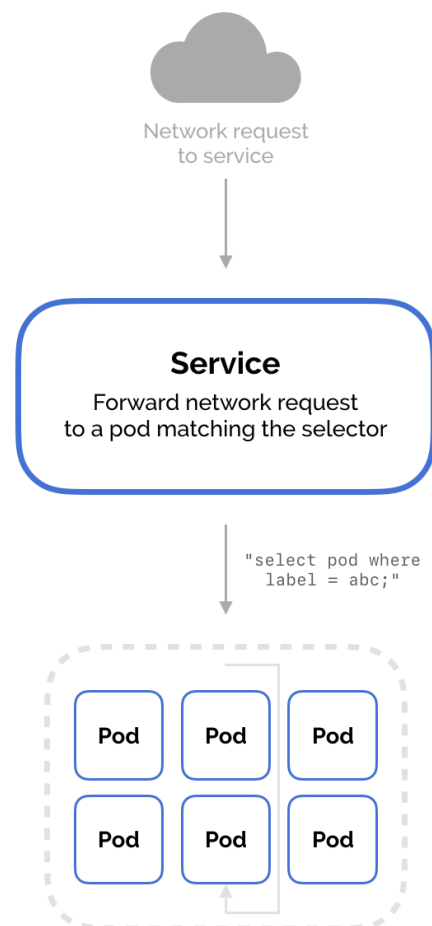 Network request
to service
Service
Forward network request
to a pod matching the selector
"select pod where
label = abc;"
Pod Pod Pod
Pod Pod Pod